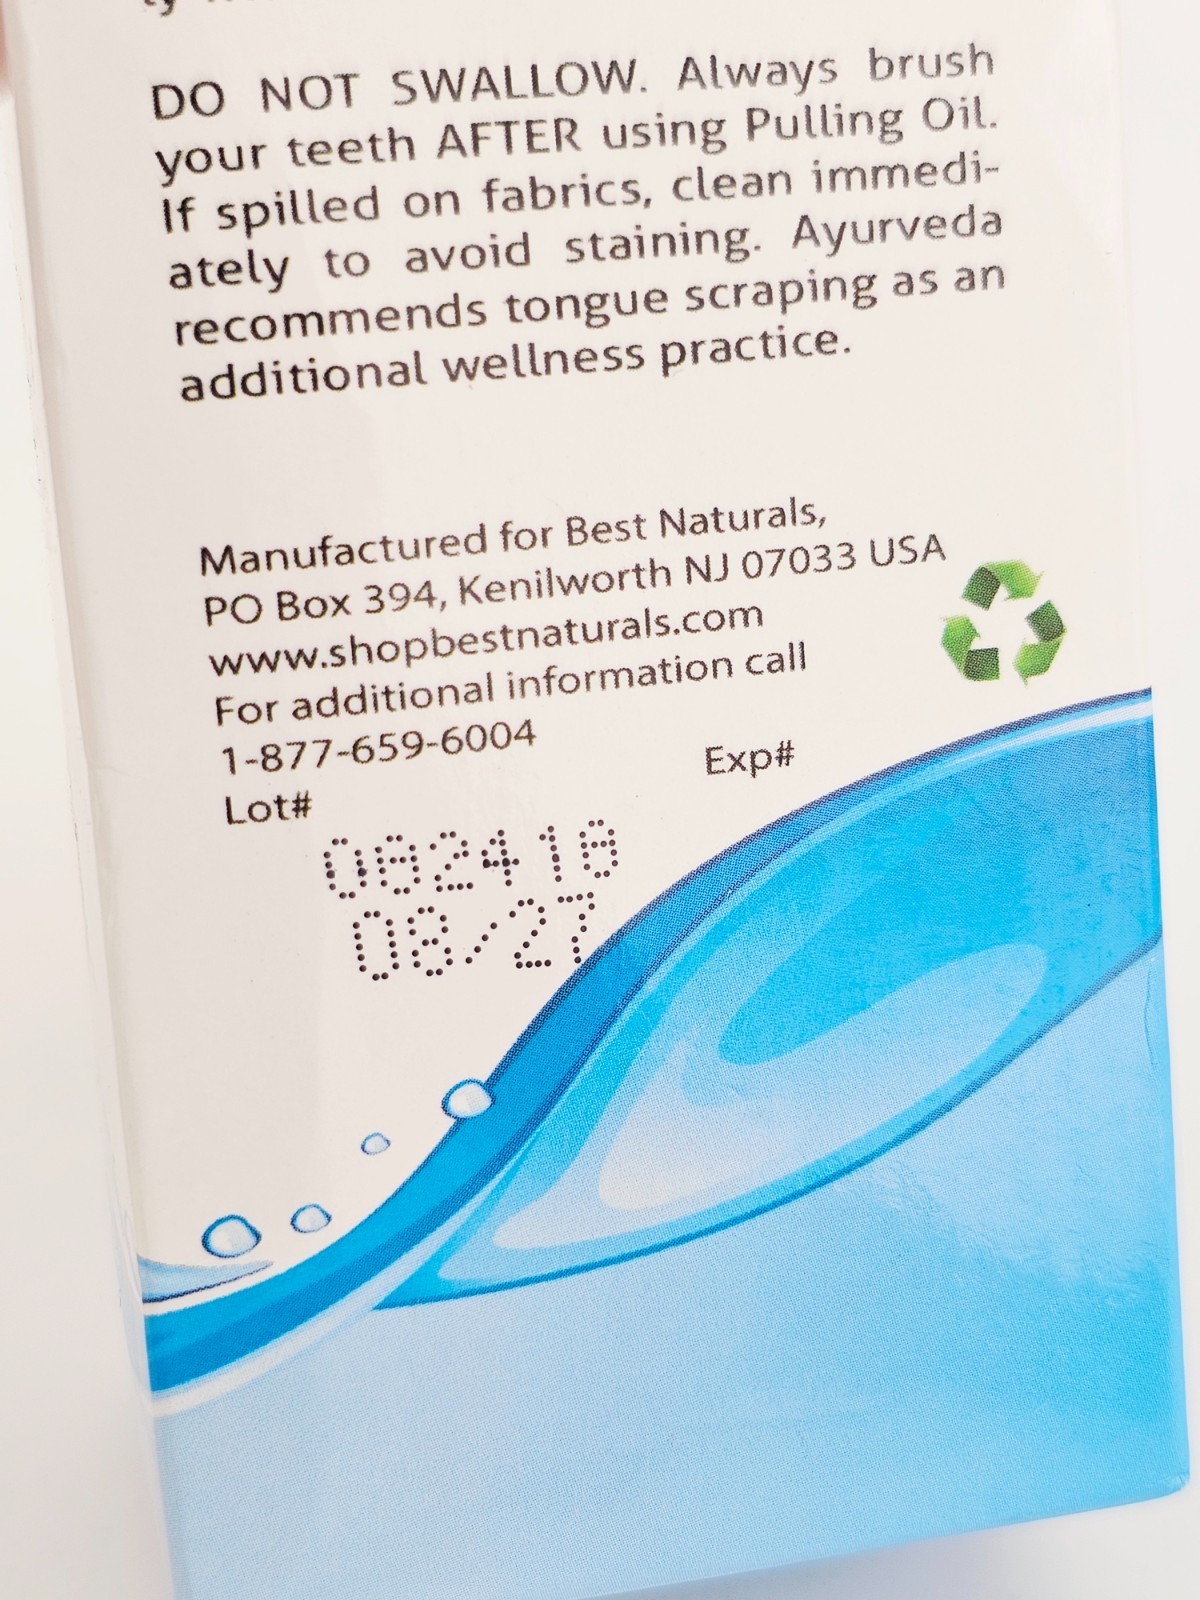 DO NOT SWALLOW. Always brush
your teeth AFTER using Pulling Oil.
If spilled on fabrics, clean immedi-
ately to avoid staining. Ayurveda
recommends tongue scraping as an
additional wellness practice.
Manufactured for Best Naturals,
PO Box 394, Kenilworth NJ 07033 USA
www.shopbestnaturals.com
For additional information call
1-877-659-6004
Lot# Exp#
082418
08/27